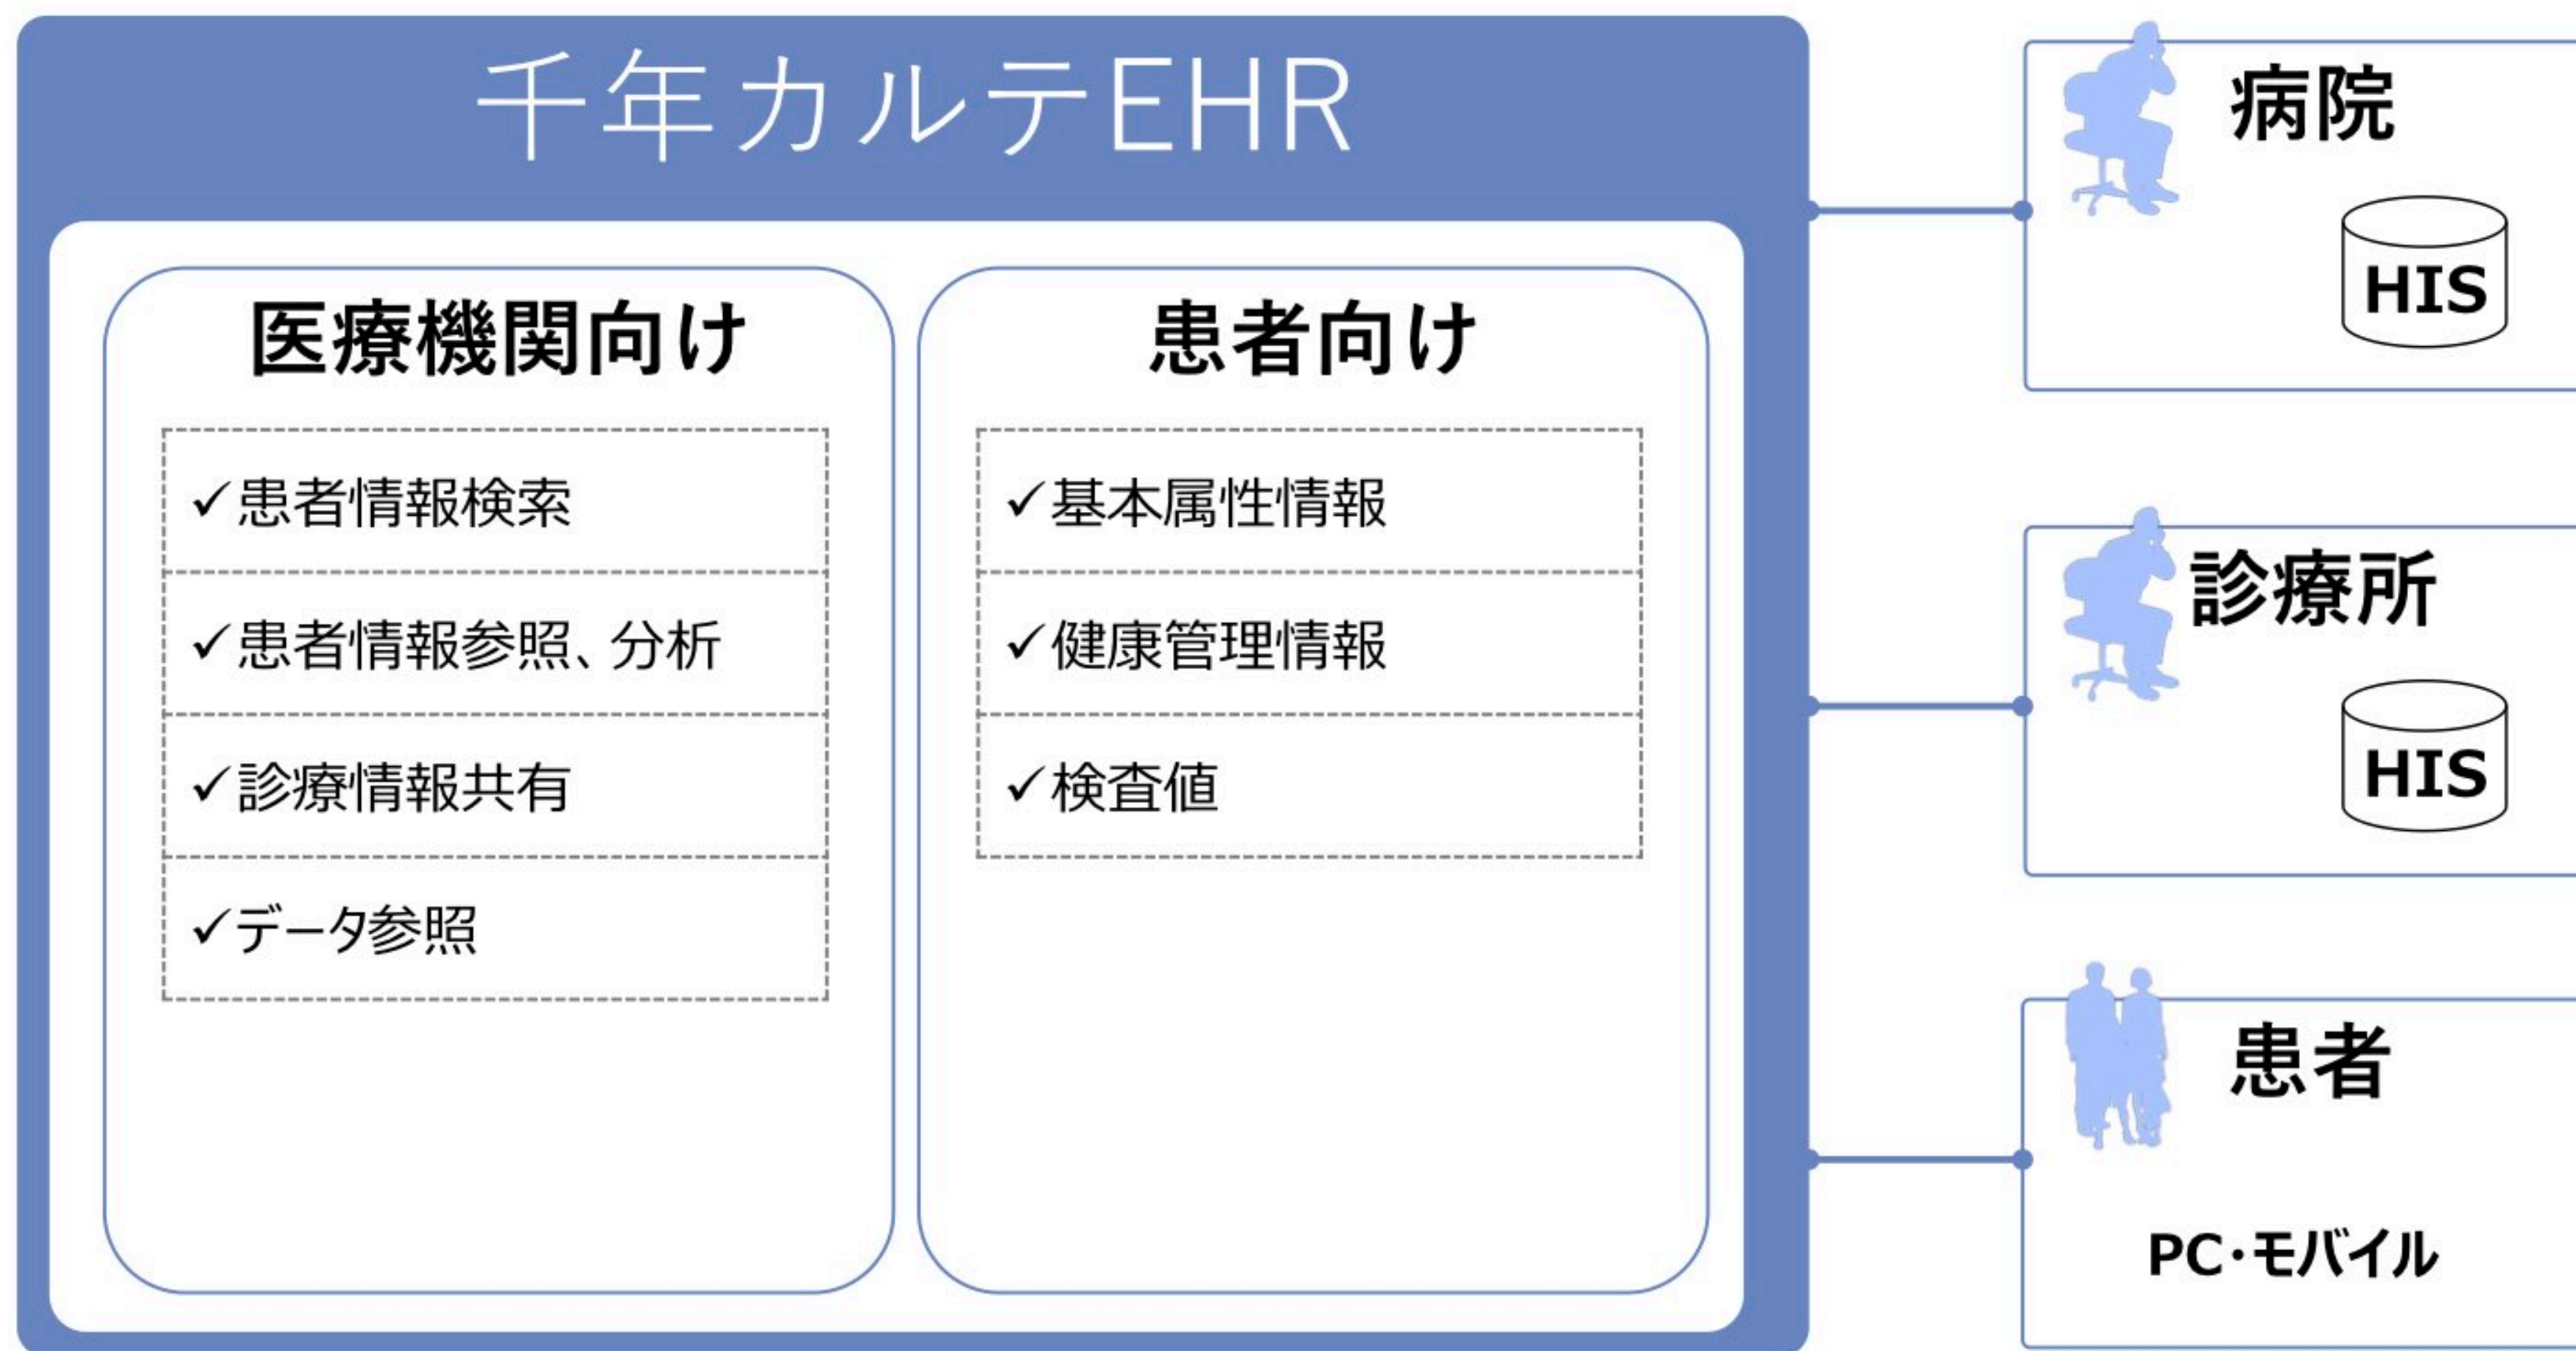 千年カルテEHR
医療機関向け
✓患者情報検索
✓患者情報参照、分析
✓診療情報共有
✓データ参照
患者向け
✓基本属性情報
✓健康管理情報
✓検査値
病院
HIS
診療所
HIS
患者
PC･モバイル